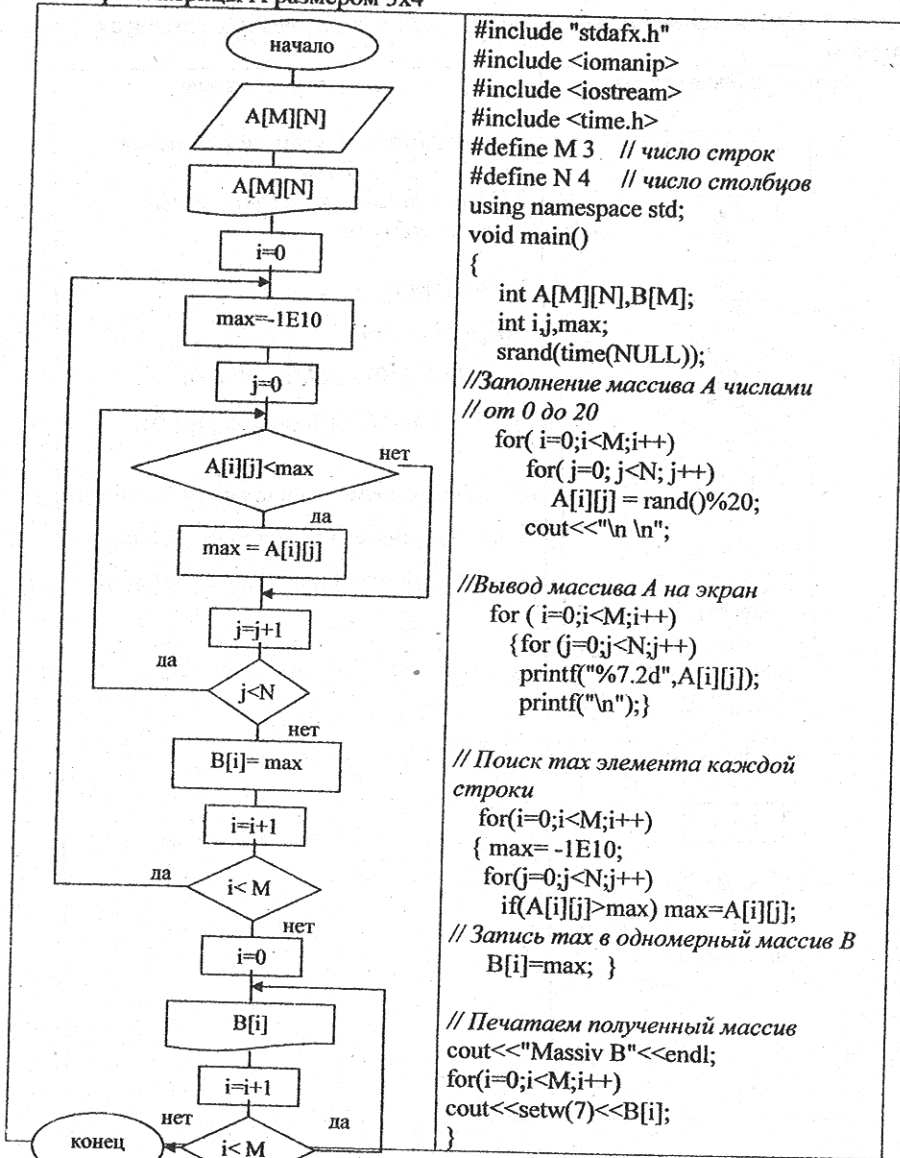 матрицы A размером 3x4
начало
A[M][N]
A[M][N]
i=0
max=-1E10
j=0
A[i][j]<max
нет
да
max = A[i][j]
j=j+1
да
j<N
нет
B[i]= max
i=i+1
да
i< M
нет
i=0
B[i]
i=i+1
нет
да
i< M
конец
#include "stdafx.h"
#include <iomanip>
#include <iostream>
#include <time.h>
#define M 3 // число строк
#define N 4 // число столбцов
using namespace std;
void main()
{
int A[M][N],B[M];
int i,j,max;
srand(time(NULL));
//Заполнение массива A числами
// от 0 до 20
for( i=0;i<M;i++)
for( j=0; j<N; j++)
A[i][j] = rand()%20;
cout<<"\n \n";
//Вывод массива A на экран
for ( i=0;i<M;i++)
{for (j=0;j<N;j++)
printf("%7.2d",A[i][j]);
printf("\n");}
// Поиск max элемента каждой
строки
for(i=0;i<M;i++)
{ max= -1E10;
for(j=0;j<N;j++)
if(A[i][j]>max) max=A[i][j];
// Запись max в одномерный массив B
B[i]=max; }
// Печатаем полученный массив
cout<<"Massiv B"<<endl;
for(i=0;i<M;i++)
cout<<setw(7)<<B[i];
}